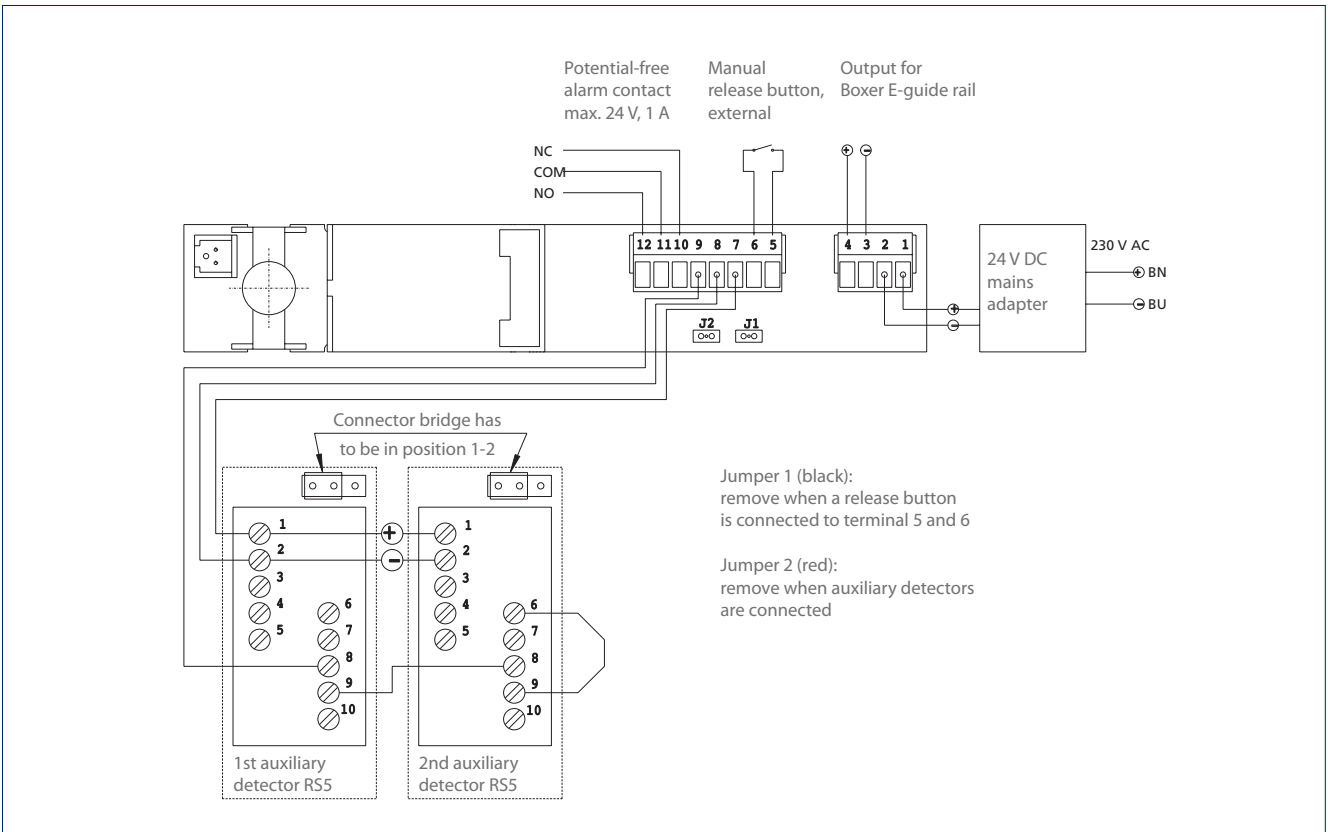 Potential-free
alarm contact
max. 24 V, 1 A
Manual
release button,
external
Output for
Boxer E-guide rail
NC
COM
NO
+ −
12 11 10 9 8 7 6 5
4 3 2 1
J2 J1
24 V DC
mains
adapter
230 V AC
+ BN
− BU
+
−
Connector bridge has
to be in position 1-2
1
2
3
4
5
6
7
8
9
10
+
−
1
2
3
4
5
6
7
8
9
10
1st auxiliary
detector RS5
2nd auxiliary
detector RS5
Jumper 1 (black):
remove when a release button
is connected to terminal 5 and 6
Jumper 2 (red):
remove when auxiliary detectors
are connected